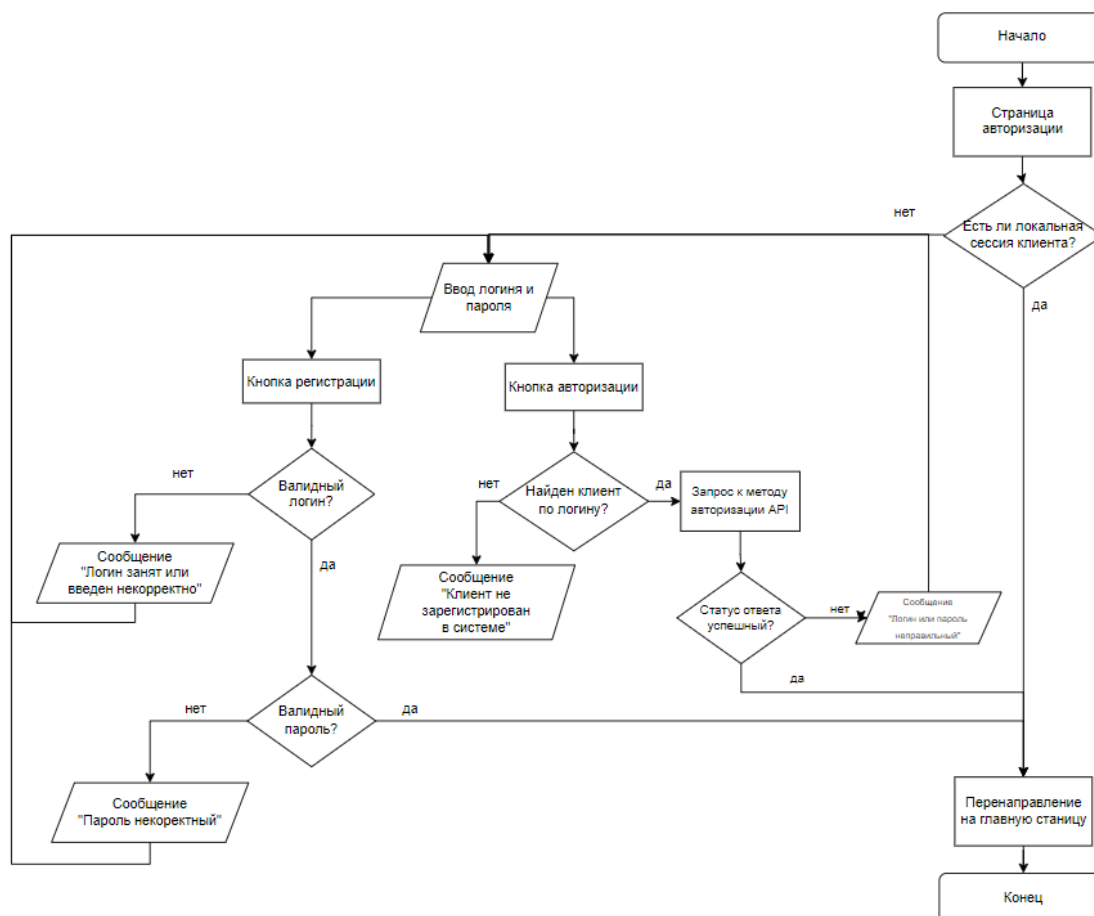 Начало
Страница
авторизации
нет
Есть ли локальная
сессия клиента?
да
Ввод логиня и
пароля
Кнопка регистрации
Кнопка авторизации
нет
Валидный
логин?
нет
Найден клиент
по логину?
да
Запрос к методу
авторизации API
Сообщение
"Логин занят или
введен некорректно"
да
Сообщение
"Клиент не
зарегистрирован
в системе"
Статус ответа
успешный?
нет
Сообщение
"Логин или пароль
неправильный"
да
нет
Валидный
пароль?
да
Сообщение
"Пароль некоректный"
Перенаправление
на главную станицу
Конец